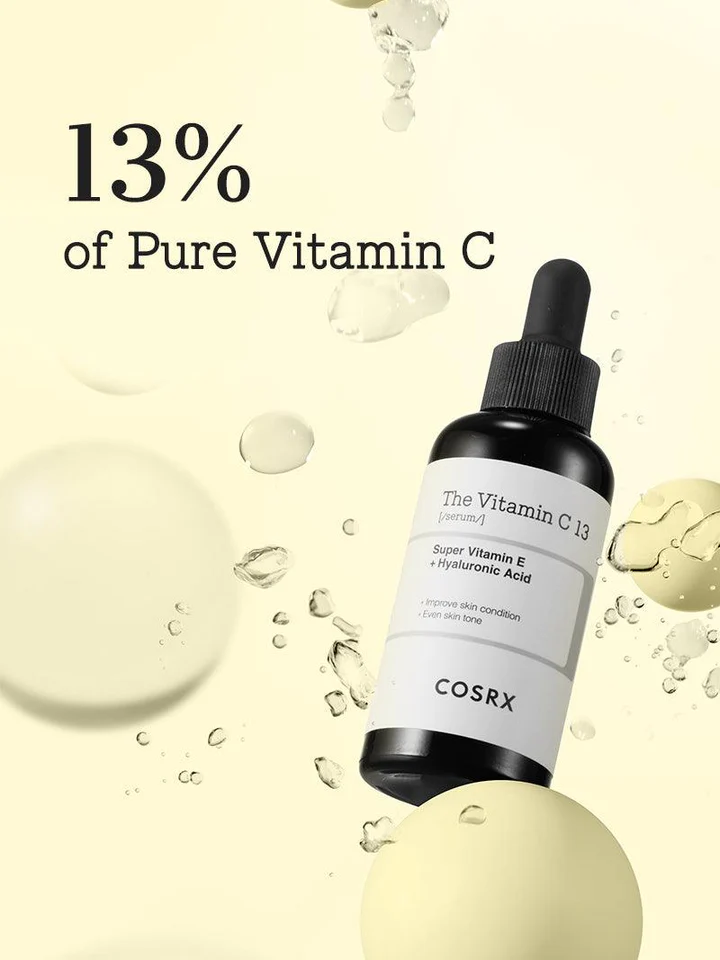 13%
of Pure Vitamin C
The Vitamin C 13
[/serum/]
Super Vitamin E
+ Hyaluronic Acid
+ Improve skin condition
+ Even skin tone
COSRX